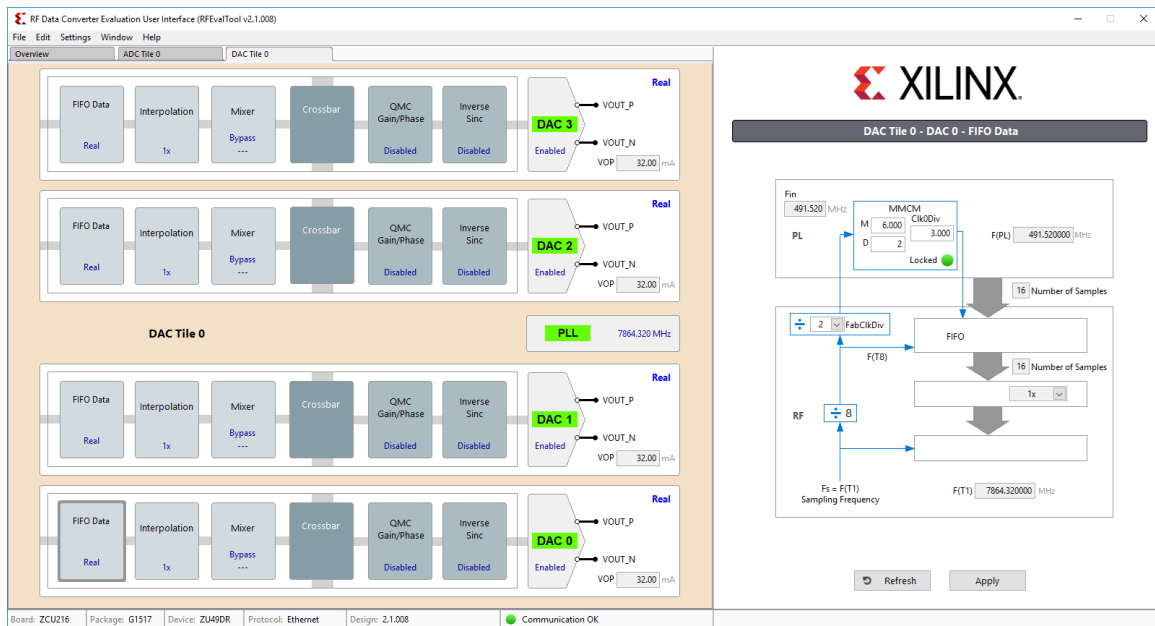 RF Data Converter Evaluation User Interface (RFEvalTool v2.1.008)
File Edit Settings Window Help
Overview ADC Tile 0 DAC Tile 0
Real
FIFO Data
Real
Interpolation
1x
Mixer
Bypass
---
Crossbar
QMC
Gain/Phase
Disabled
Inverse
Sinc
Disabled
DAC 3
Enabled
VOUT_P
VOUT_N
VOP 32.00 mA
Real
FIFO Data
Real
Interpolation
1x
Mixer
Bypass
---
Crossbar
QMC
Gain/Phase
Disabled
Inverse
Sinc
Disabled
DAC 2
Enabled
VOUT_P
VOUT_N
VOP 32.00 mA
DAC Tile 0
PLL 7864.320 MHz
Real
FIFO Data
Real
Interpolation
1x
Mixer
Bypass
---
Crossbar
QMC
Gain/Phase
Disabled
Inverse
Sinc
Disabled
DAC 1
Enabled
VOUT_P
VOUT_N
VOP 32.00 mA
Real
FIFO Data
Real
Interpolation
1x
Mixer
Bypass
---
Crossbar
QMC
Gain/Phase
Disabled
Inverse
Sinc
Disabled
DAC 0
Enabled
VOUT_P
VOUT_N
VOP 32.00 mA
XILINX.
DAC Tile 0 - DAC 0 - FIFO Data
Fin
491.520 MHz
PL
MMCM
M 6.000
Clk0Div
3.000
D 2
Locked
F(PL) 491.520000 MHz
16 Number of Samples
÷ 2 FabClkDiv
FIFO
F(T8)
16 Number of Samples
1x
RF
÷ 8
Fs = F(T1)
Sampling Frequency
F(T1) 7864.320000 MHz
Refresh Apply
Board: ZCU216 Package: G1517 Device: ZU49DR Protocol: Ethernet Design: 2.1.008 Communication OK